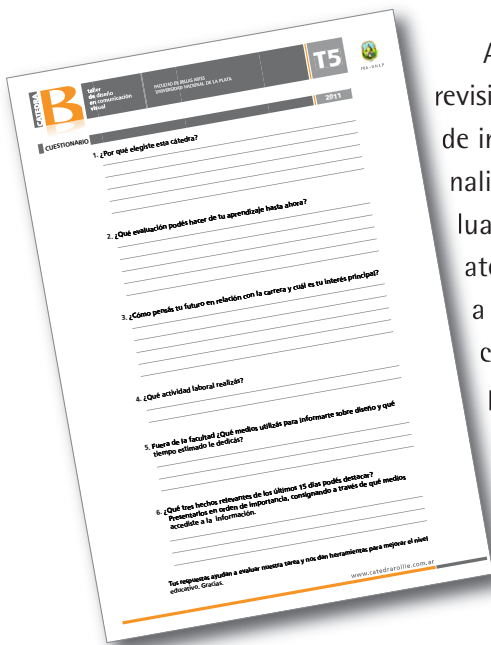 CATEDRA
B
taller
de diseño
en comunicación
visual
FACULTAD DE BELLAS ARTES
UNIVERSIDAD NACIONAL DE LA PLATA
T5
FBA - UNLP
CUESTIONARIO
2011
1. ¿Por qué elegiste esta cátedra?
2. ¿Qué evaluación podés hacer de tu aprendizaje hasta ahora?
3. ¿Cómo pensás tu futuro en relación con la carrera y cuál es tu interés principal?
4. ¿Qué actividad laboral realizás?
5. Fuera de la facultad ¿Qué medios utilizás para informarte sobre diseño y qué
tiempo estimado le dedicás?
6. ¿Qué tres hechos relevantes de los últimos 15 días podés destacar?
Presentarlos en orden de importancia, consignando a través de qué medios
accediste a la información.
Tus respuestas ayudan a evaluar nuestra tarea y nos dan herramientas para mejorar el nivel
educativo. Gracias.
www.catedrarollie.com.ar
A
revisi
de ir
nali
lua
ate
a
c